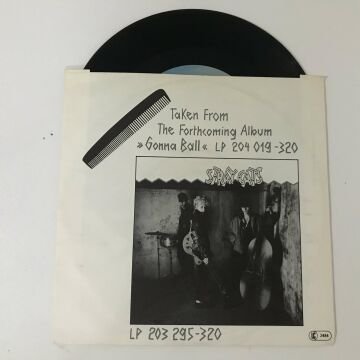 Taken From
The Forthcoming Album
»Gonna Ball« LP 204 019-320
STRAY CATS
LP 203 295-320